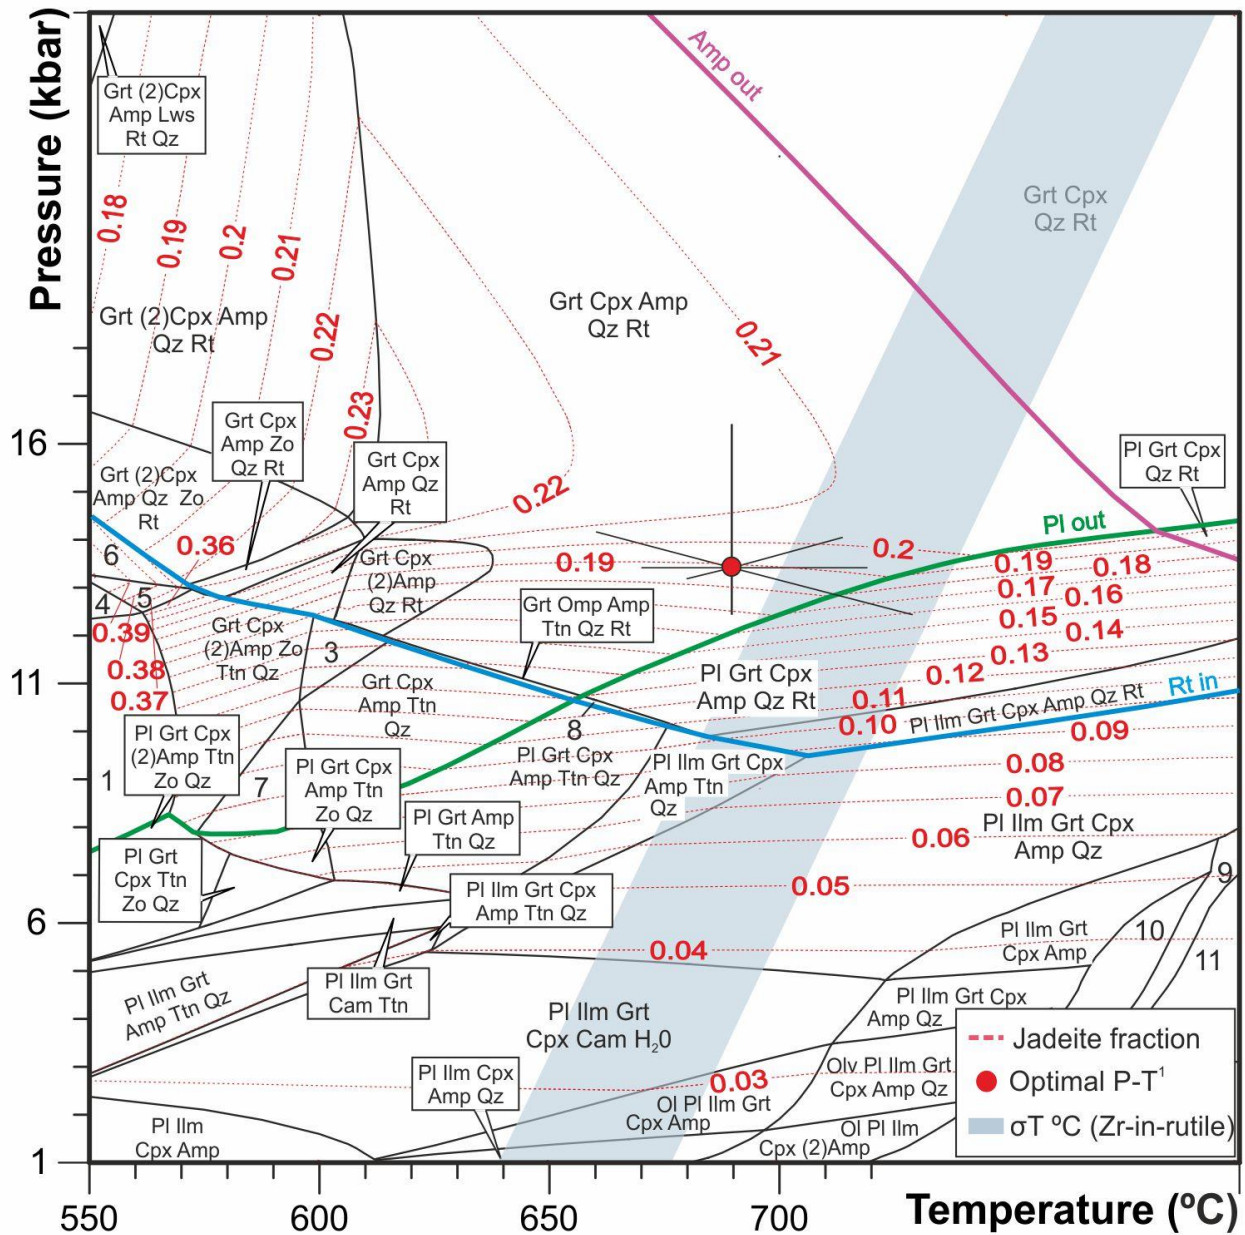 Pressure (kbar)
16
11
6
1
550
600
650
700
Temperature (ºC)
Amp out
Grt (2)Cpx
Amp Lws
Rt Qz
0.18
0.19
0.2
0.21
0.22
0.23
Grt (2)Cpx Amp
Qz Rt
Grt Cpx Amp
Qz Rt
0.21
Grt Cpx
Qz Rt
Grt Cpx
Amp Zo
Qz Rt
Grt Cpx
Amp Qz
Rt
Pl Grt Cpx
Qz Rt
Grt (2)Cpx
Amp Qz Zo
Rt
0.22
Pl out
6
0.36
0.19
0.2
0.19
0.18
0.17
0.16
0.15
0.14
0.13
0.12
0.11
0.10
0.09
0.08
0.07
0.06
0.05
0.04
0.03
Grt Cpx
(2)Amp
Qz Rt
4
5
0.39
0.38
0.37
Grt Cpx
(2)Amp Zo
Ttn Qz
3
Grt Omp Amp
Ttn Qz Rt
Grt Cpx
Amp Ttn
Qz
Pl Grt Cpx
Amp Qz Rt
Pl Ilm Grt Cpx Amp Qz Rt
Rt in
Pl Grt Cpx
(2)Amp Ttn
Zo Qz
1
7
8
Pl Grt Cpx
Amp Ttn Qz
Pl Ilm Grt Cpx
Amp Ttn
Qz
Pl Grt Cpx
Amp Ttn
Zo Qz
Pl Grt Amp
Ttn Qz
Pl Ilm Grt Cpx
Amp Qz
Pl Grt
Cpx Ttn
Zo Qz
Pl Ilm Grt Cpx
Amp Ttn Qz
9
10
11
Pl Ilm Grt
Cpx Amp
Pl Ilm Grt
Amp Ttn Qz
Pl Ilm Grt
Cam Ttn
Pl Ilm Grt Cpx
Amp Qz
Pl Ilm Grt
Cpx Cam H₂0
Pl Ilm Cpx
Amp Qz
Olv Pl Ilm Grt
Cpx Amp Qz
Ol Pl Ilm Grt
Cpx Amp
Pl Ilm
Cpx Amp
Ol Pl Ilm
Cpx (2)Amp
Jadeite fraction
Optimal P-T¹
σT ºC (Zr-in-rutile)